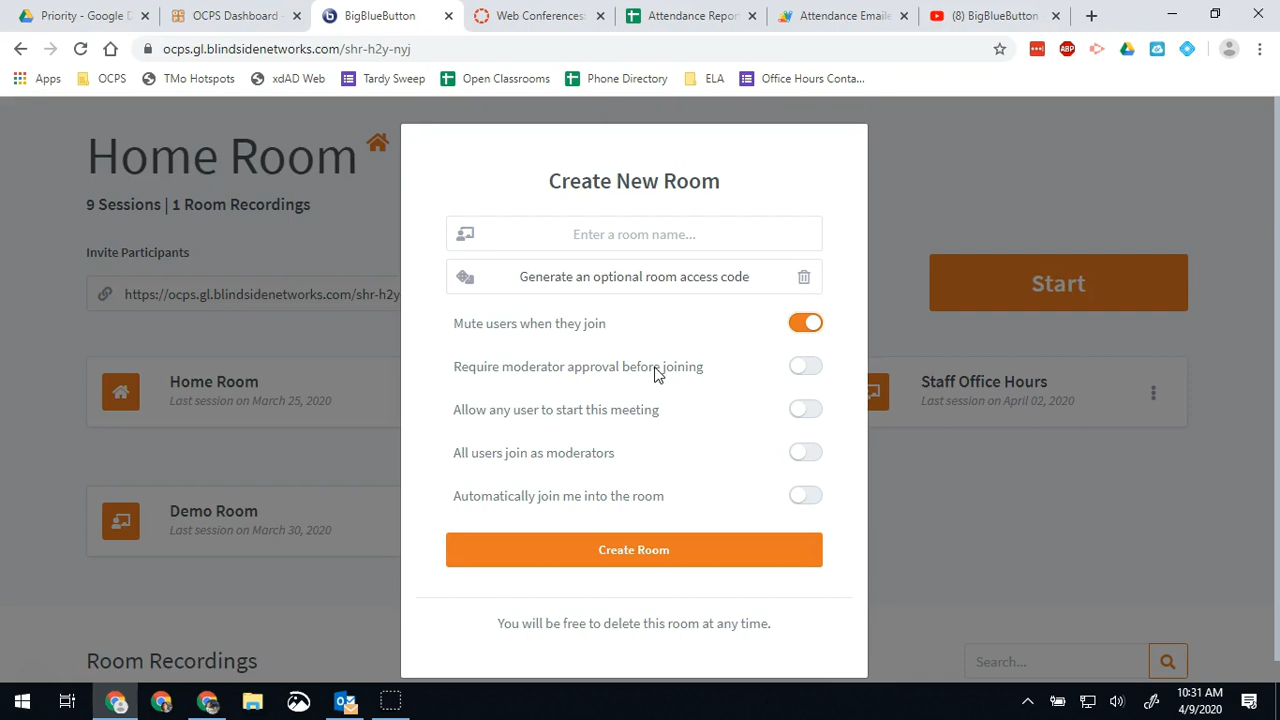 Priority - Google D
OCPS Dashboard -
BigBlueButton
Web Conferences:
Attendance Repor
Attendance Emaile
(8) BigBlueButton
ocps.gl.blindsidenetworks.com/shr-h2y-nyj
ABP
Apps
OCPS
TMo Hotspots
xdAD Web
Tardy Sweep
Open Classrooms
Phone Directory
ELA
Office Hours Conta...
Home Room
9 Sessions | 1 Room Recordings
Invite Participants
https://ocps.gl.blindsidenetworks.com/shr-h2y
Start
Home Room
Last session on March 25, 2020
Staff Office Hours
Last session on April 02, 2020
Demo Room
Last session on March 30, 2020
Room Recordings
Search...
Create New Room
Enter a room name...
Generate an optional room access code
Mute users when they join
Require moderator approval before joining
Allow any user to start this meeting
All users join as moderators
Automatically join me into the room
Create Room
You will be free to delete this room at any time.
10:31 AM
4/9/2020